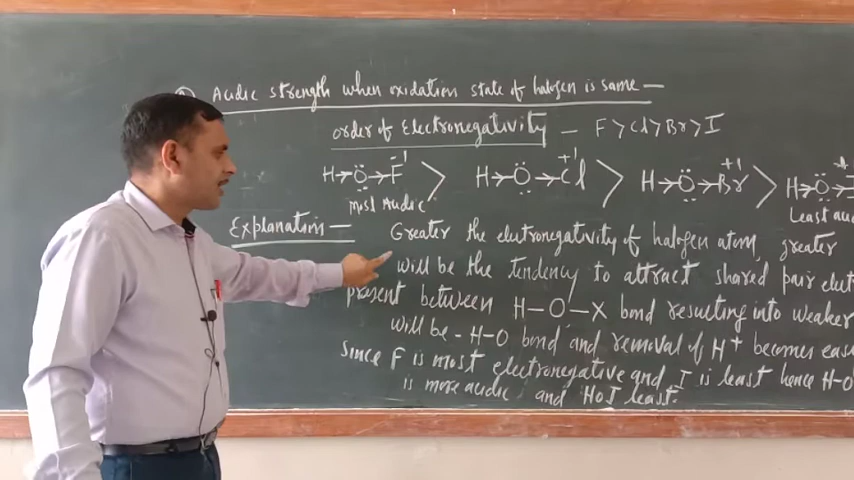 Acidic strength when oxidation state of halogen is same —
order of Electronegativity — F > Cl > Br > I
H→O→F > H→O→Cl > H→O→Br > H→O→
-1 +1 +1
most Acidic
Least
Explanation — Greater the electronegativity of halogen atom, greater
will be the tendency to attract shared pair
present between H-O-X bond resulting into weaker
will be - H-O bond and removal of H+ becomes
Since F is most electronegative and I is least hence H-O
is more acidic and HOI least.